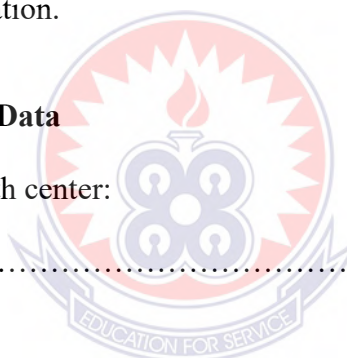 ation.
Data
h center:
……………………………
EDUCATION FOR SERVICE